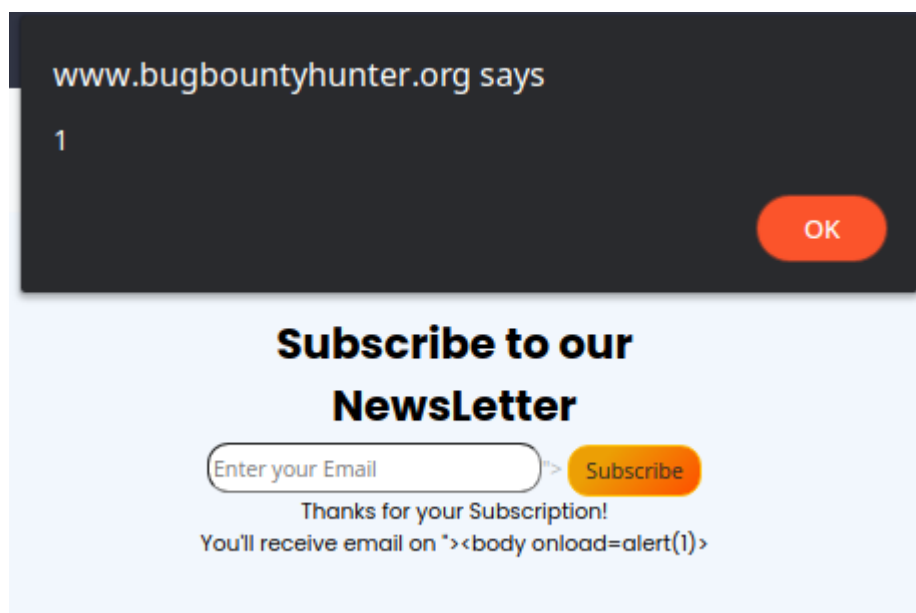 www.bugbountyhunter.org says
1
OK
Subscribe to our
NewsLetter
Enter your Email "> Subscribe
Thanks for your Subscription!
You'll receive email on "><body onload=alert(1)>